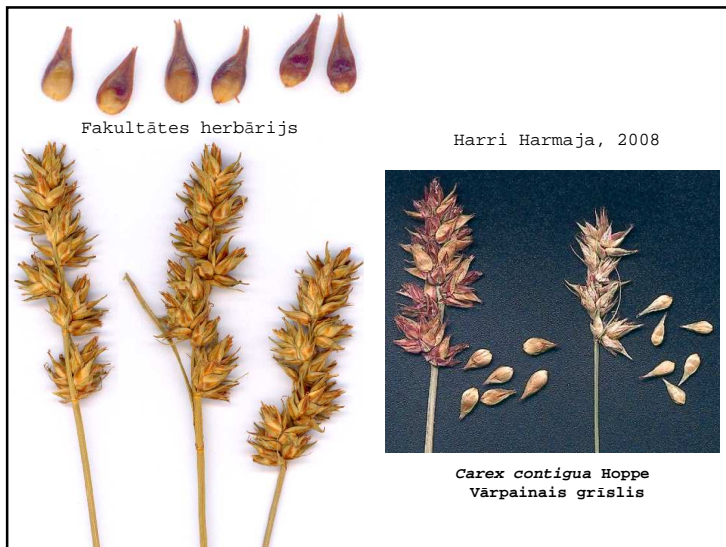 Fakultātes herbārijs
Harri Harmaja, 2008
Carex contigua Hoppe
Vārpainais grīslis